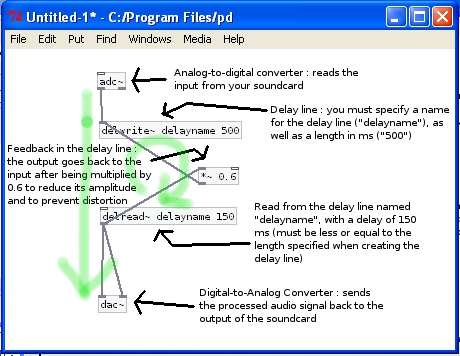 Untitled-1* - C:/Program Files/pd
File Edit Put Find Windows Media Help
adc~
Analog-to-digital converter : reads the
input from your soundcard
delwrite~ delayname 500
Delay line : you must specify a name
for the delay line ("delayname"), as
well as a length in ms ("500")
Feedback in the delay line :
the output goes back to the
input after being multiplied by
0.6 to reduce its amplitude
and to prevent distortion
*~ 0.6
delread~ delayname 150
Read from the delay line named
"delayname", with a delay of 150
ms (must be less or equal to the
length specified when creating the
delay line)
dac~
Digital-to-Analog Converter : sends
the processed audio signal back to the
output of the soundcard